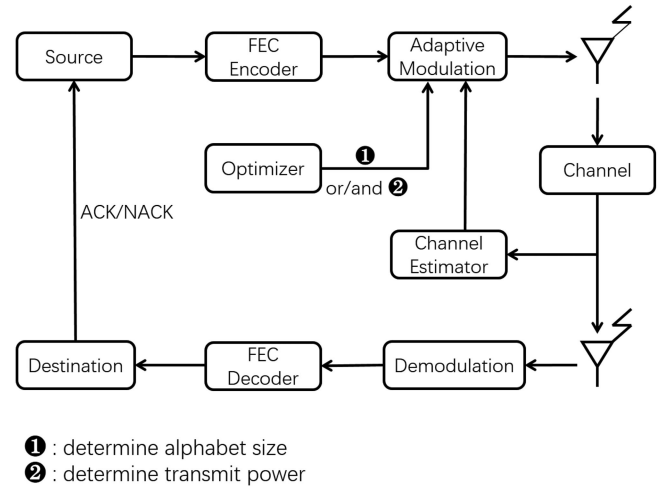 Source
FEC
Encoder
Adaptive
Modulation
Optimizer
❶
or/and ❷
Channel
ACK/NACK
Channel
Estimator
Destination
FEC
Decoder
Demodulation
❶ : determine alphabet size
❷ : determine transmit power